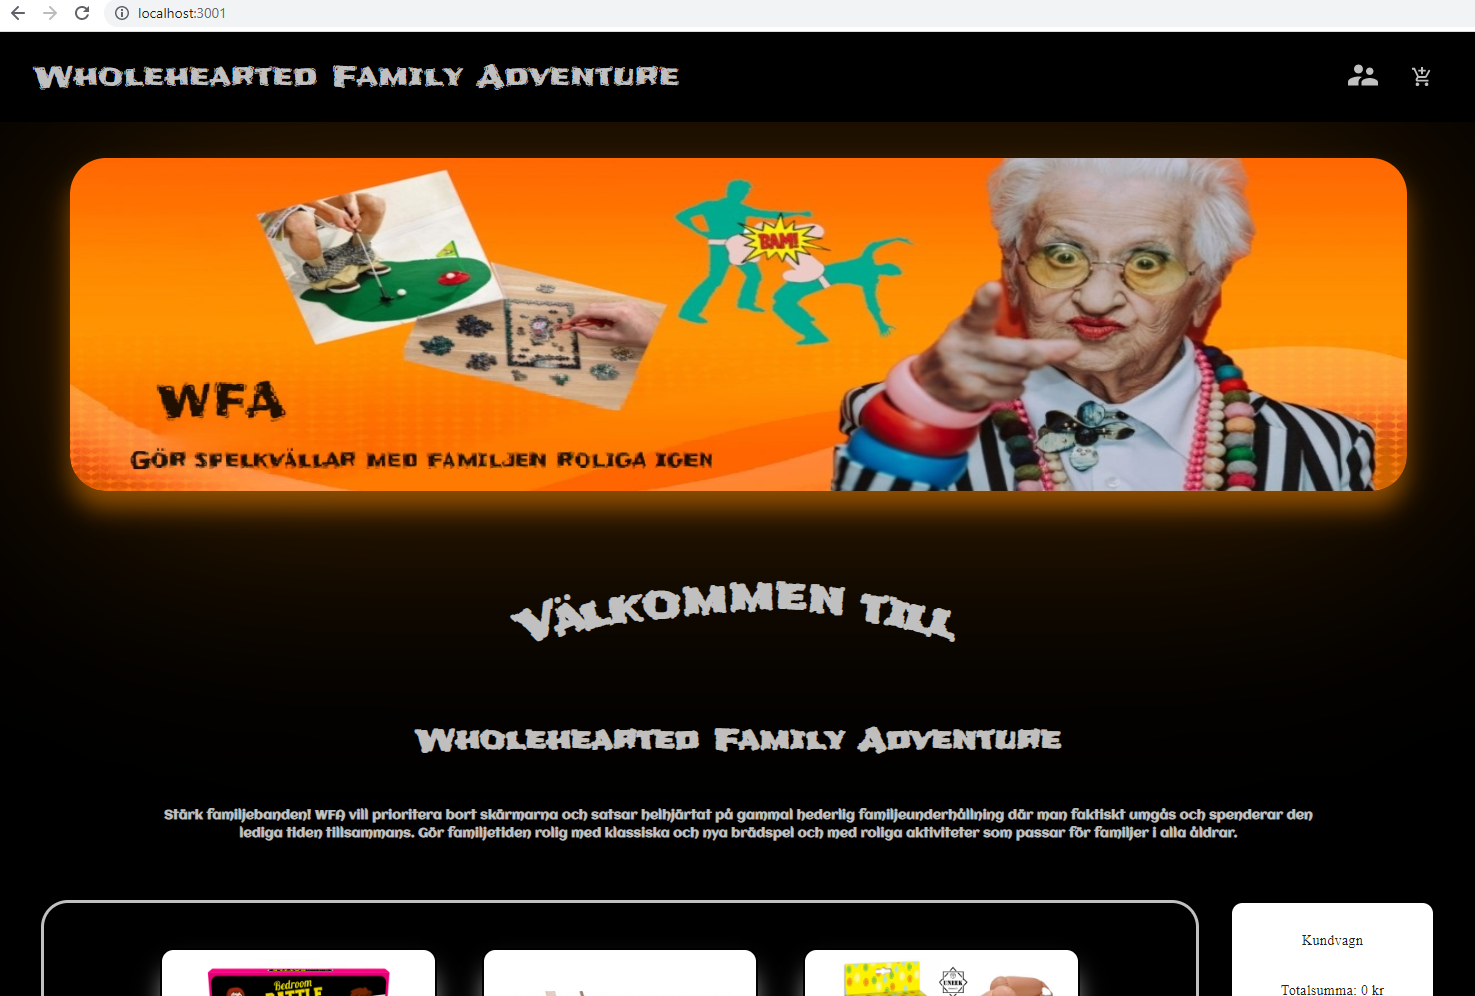 localhost:3001
Wholehearted Family Adventure
BAM!
WFA
Gör spelkvällar med familjen roliga igen
Välkommen till
Wholehearted Family Adventure
Stärk familjebanden! WFA vill prioritera bort skärmarna och satsar helhjärtat på gammal hederlig familjeunderhållning där man faktiskt umgås och spenderar den
lediga tiden tillsammans. Gör familjetiden rolig med klassiska och nya brädspel och med roliga aktiviteter som passar för familjer i alla åldrar.
Kundvagn
Totalsumma: 0 kr
Bedroom
BATTLE
UNEEK